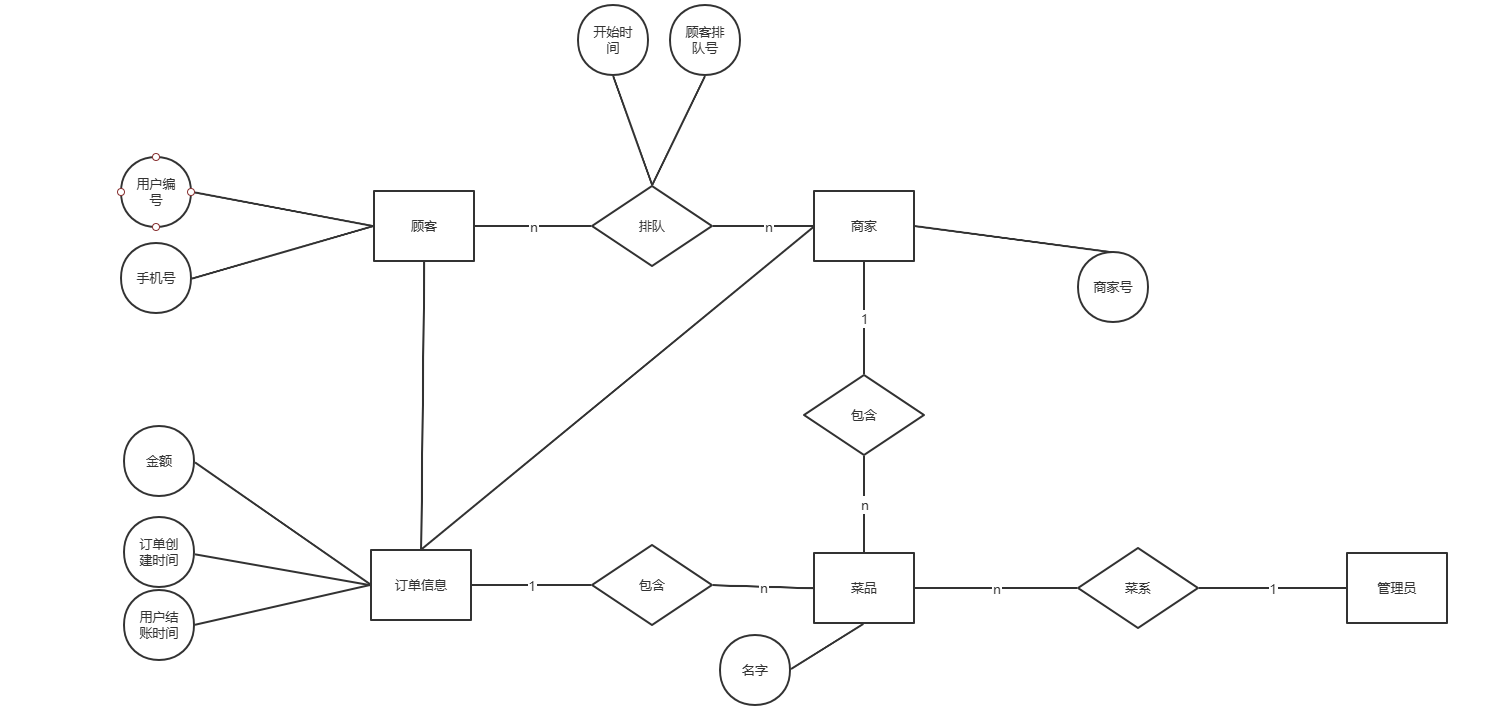 开始时
间
顾客排
队号
用户编
号
顾客
n
排队
n
商家
手机号
商家号
1
包含
金额
n
订单创
建时间
订单信息
1
包含
n
菜品
n
菜系
1
管理员
用户结
账时间
名字